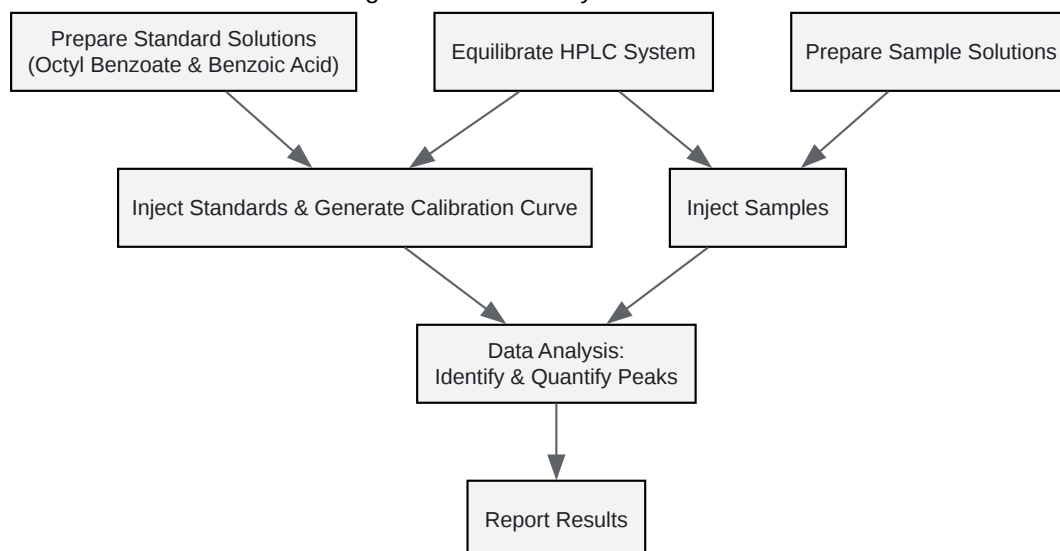 Prepare Standard Solutions
(Octyl Benzoate & Benzoic Acid)
Equilibrate HPLC System
Prepare Sample Solutions
Inject Standards & Generate Calibration Curve
Inject Samples
Data Analysis:
Identify & Quantify Peaks
Report Results